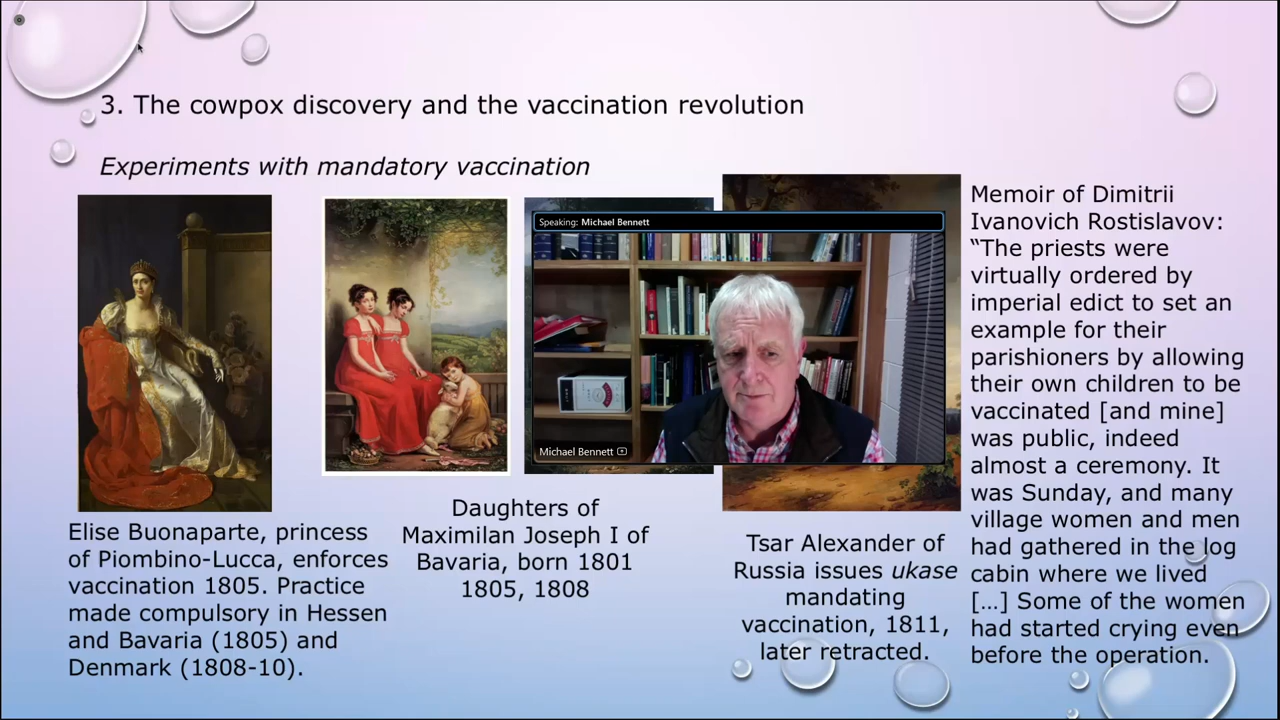 3. The cowpox discovery and the vaccination revolution
Experiments with mandatory vaccination
Speaking: Michael Bennett
Michael Bennett
Elise Buonaparte, princess
of Piombino-Lucca, enforces
vaccination 1805. Practice
made compulsory in Hessen
and Bavaria (1805) and
Denmark (1808-10).
Daughters of
Maximilan Joseph I of
Bavaria, born 1801
1805, 1808
Tsar Alexander of
Russia issues ukase
mandating
vaccination, 1811,
later retracted.
Memoir of Dimitrii
Ivanovich Rostislavov:
“The priests were
virtually ordered by
imperial edict to set an
example for their
parishioners by allowing
their own children to be
vaccinated [and mine]
was public, indeed
almost a ceremony. It
was Sunday, and many
village women and men
had gathered in the log
cabin where we lived
[…] Some of the women
had started crying even
before the operation.